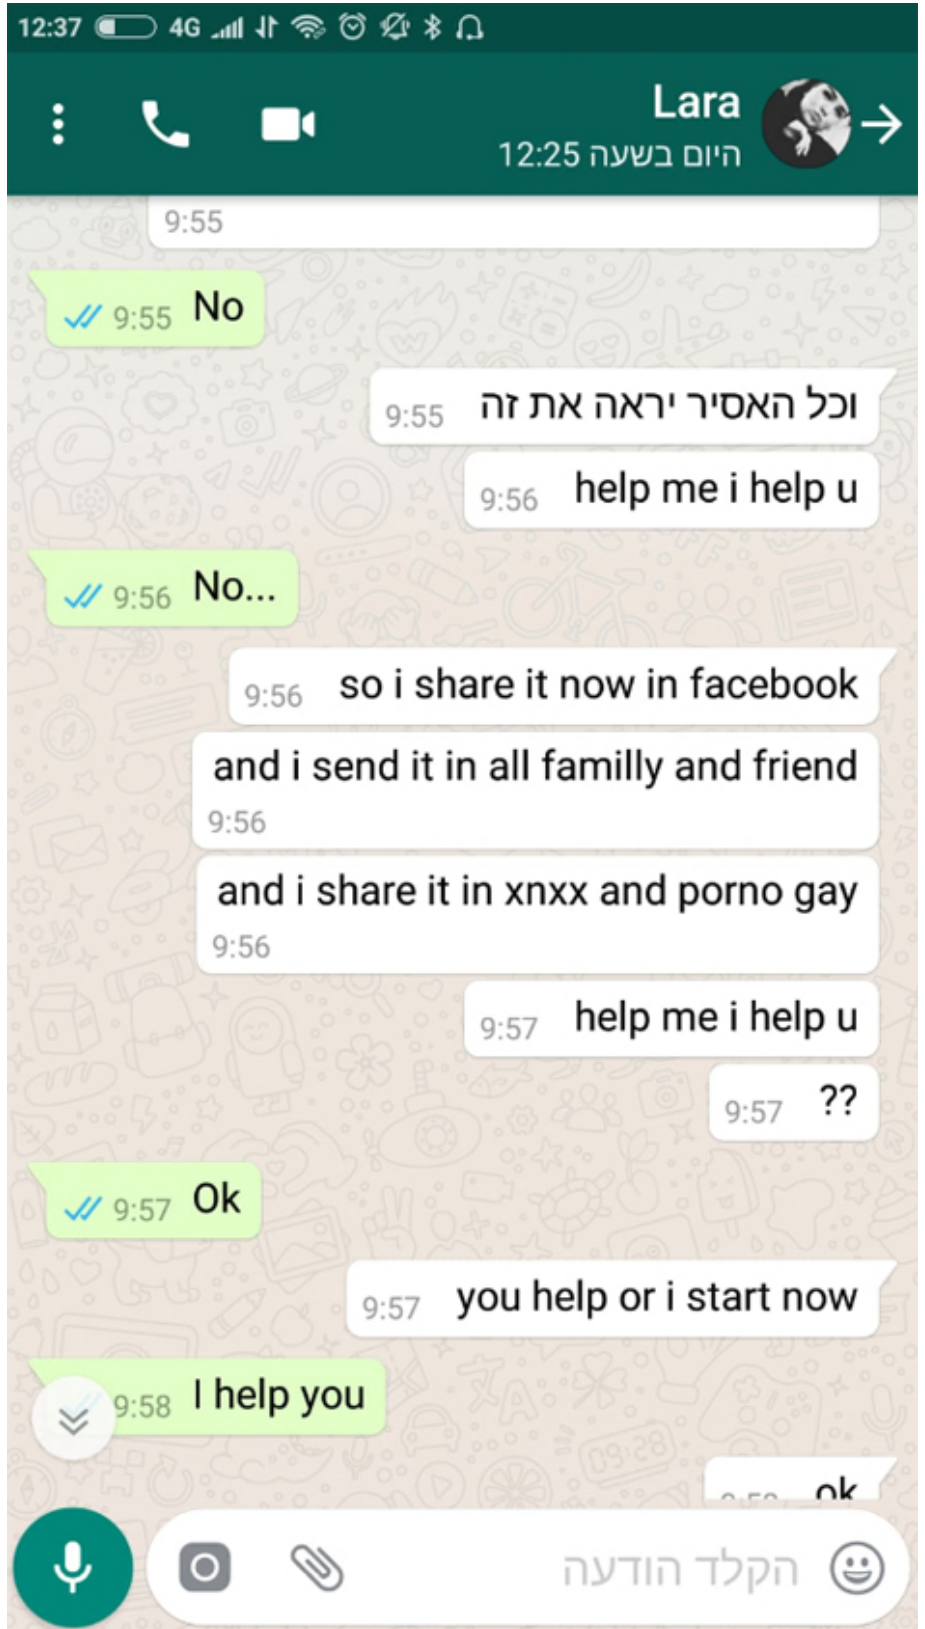 12:37 4G
Lara
היום בשעה 12:25
9:55
No 9:55
וכל האסיר יראה את זה 9:55
help me i help u 9:56
No... 9:56
so i share it now in facebook 9:56
and i send it in all familly and friend
9:56
and i share it in xnxx and porno gay
9:56
help me i help u 9:57
?? 9:57
Ok 9:57
you help or i start now 9:57
I help you 9:58
ok
הקלד הודעה